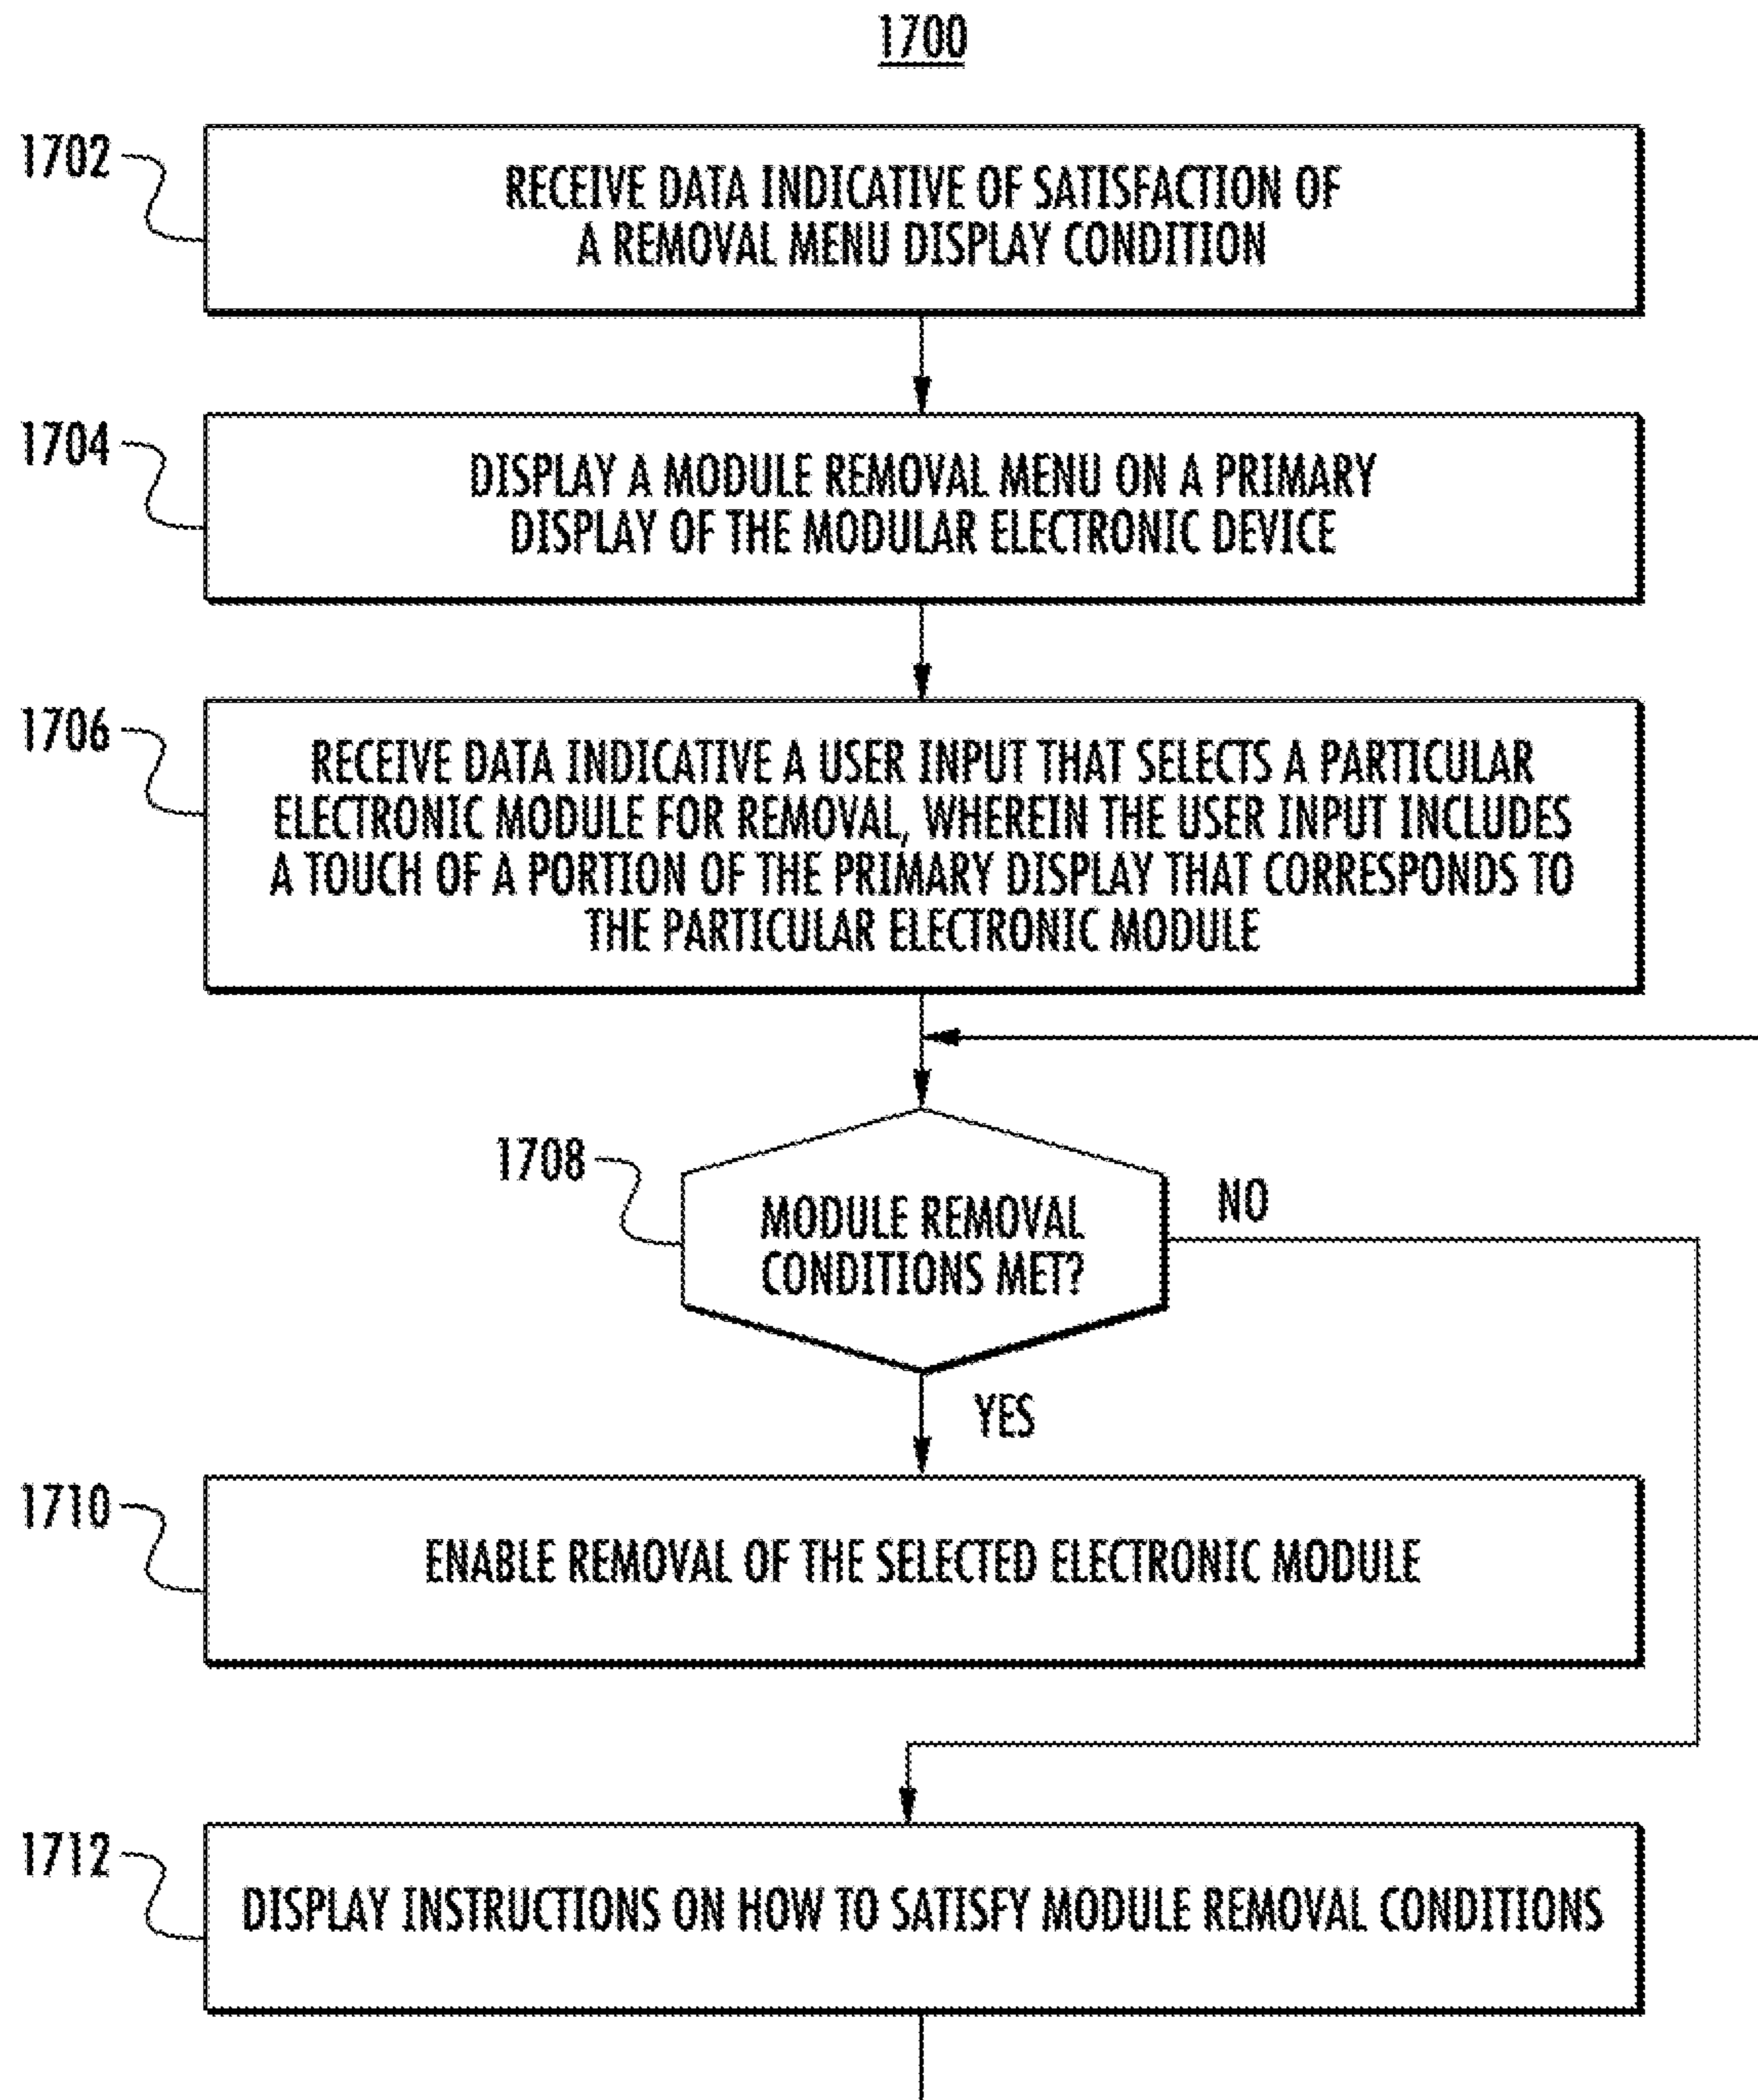 1700
1702
RECEIVE DATA INDICATIVE OF SATISFACTION OF
A REMOVAL MENU DISPLAY CONDITION
1704
DISPLAY A MODULE REMOVAL MENU ON A PRIMARY
DISPLAY OF THE MODULAR ELECTRONIC DEVICE
1706
RECEIVE DATA INDICATIVE A USER INPUT THAT SELECTS A PARTICULAR
ELECTRONIC MODULE FOR REMOVAL, WHEREIN THE USER INPUT INCLUDES
A TOUCH OF A PORTION OF THE PRIMARY DISPLAY THAT CORRESPONDS TO
THE PARTICULAR ELECTRONIC MODULE
1708
MODULE REMOVAL
CONDITIONS MET?
NO
YES
1710
ENABLE REMOVAL OF THE SELECTED ELECTRONIC MODULE
1712
DISPLAY INSTRUCTIONS ON HOW TO SATISFY MODULE REMOVAL CONDITIONS